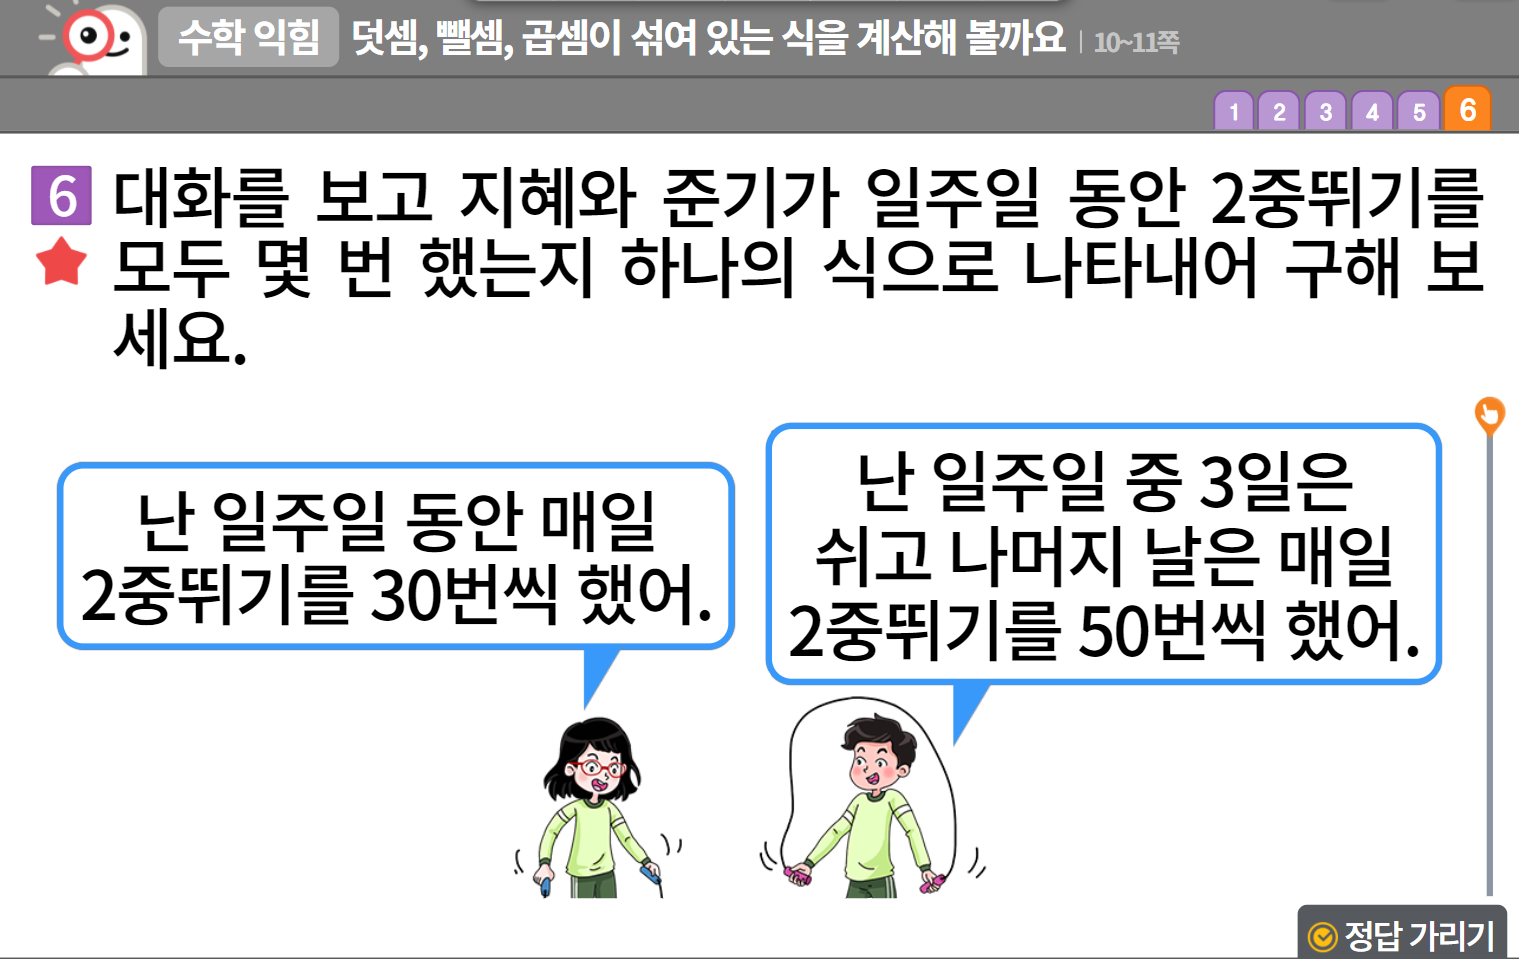 수학 익힘 덧셈, 뺄셈, 곱셈이 섞여 있는 식을 계산해 볼까요 10~11쪽
1 2 3 4 5 6
6 대화를 보고 지혜와 준기가 일주일 동안 2중뛰기를
모두 몇 번 했는지 하나의 식으로 나타내어 구해 보
세요.
난 일주일 동안 매일
2중뛰기를 30번씩 했어.
난 일주일 중 3일은
쉬고 나머지 날은 매일
2중뛰기를 50번씩 했어.
정답 가리기